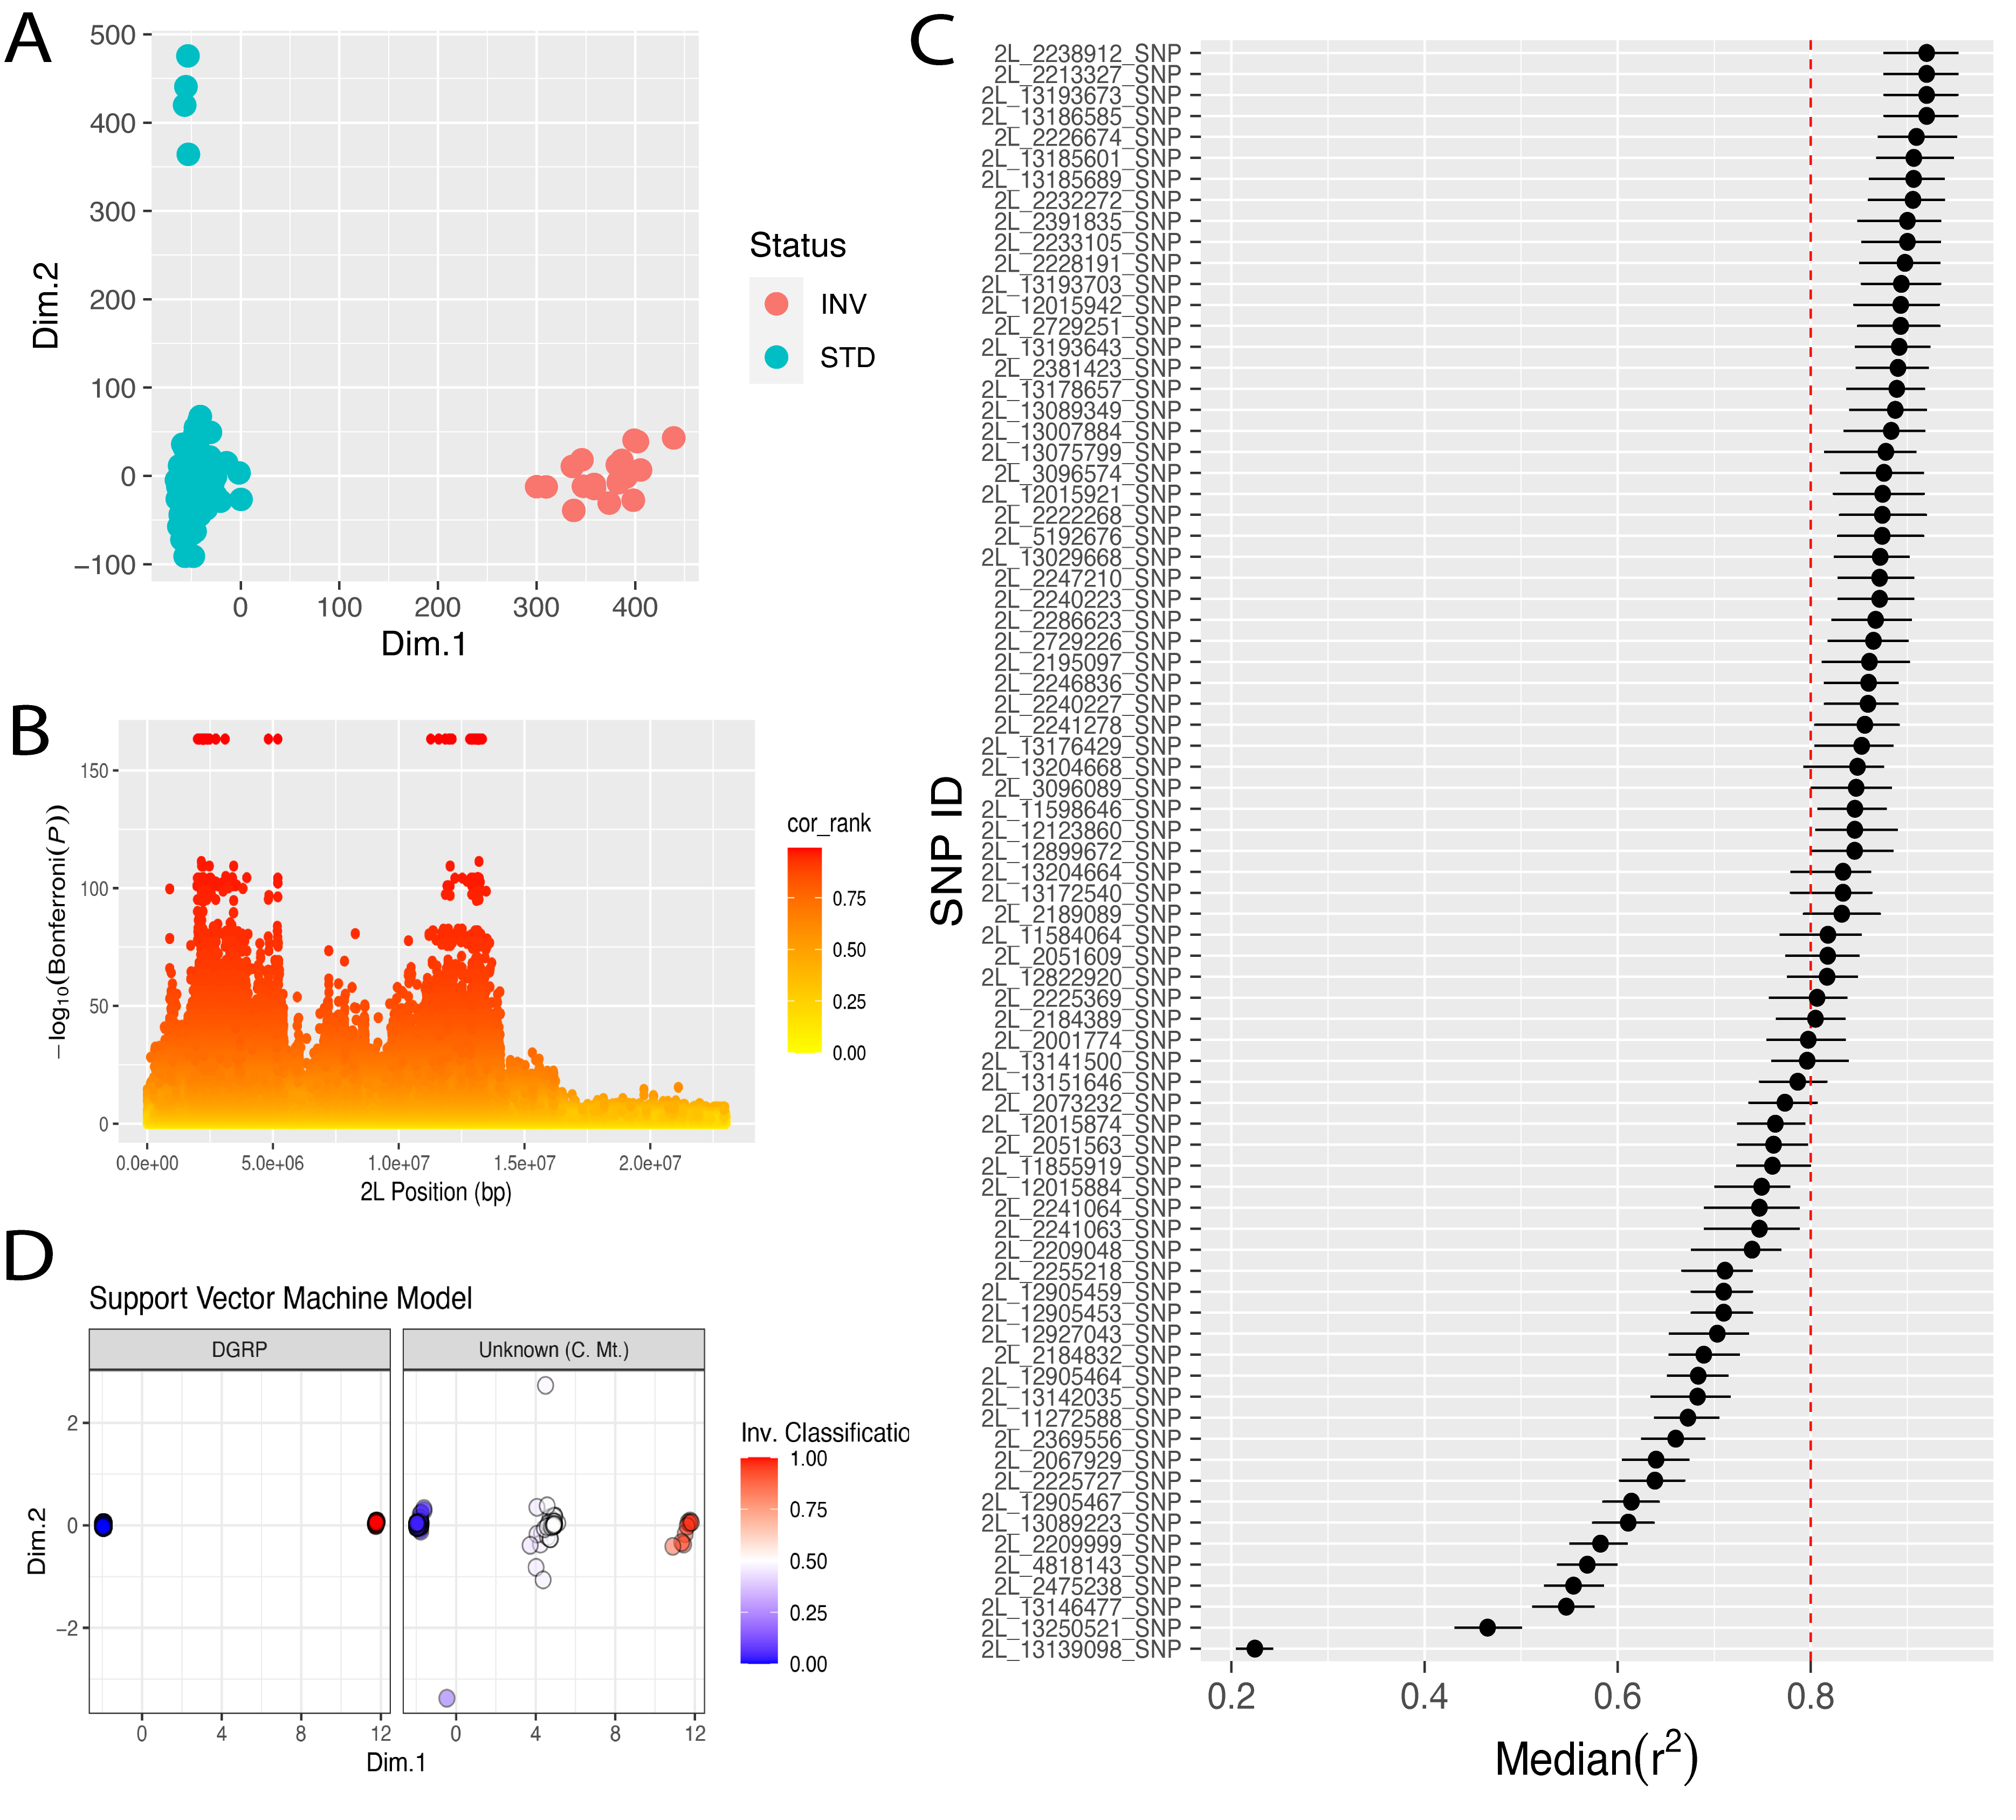 A
500
400
300
200
100
0
−100
0
100
200
300
400
Dim.1
Dim.2
Status
INV
STD
B
150
100
50
0
0.0e+00
5.0e+06
1.0e+07
1.5e+07
2.0e+07
2L Position (bp)
−log10(Bonferroni(P))
cor_rank
0.75
0.50
0.25
0.00
C
2L_2238912_SNP
2L_2213327_SNP
2L_13193673_SNP
2L_13186585_SNP
2L_2226674_SNP
2L_13185601_SNP
2L_13185689_SNP
2L_2232272_SNP
2L_2391835_SNP
2L_2233105_SNP
2L_2228191_SNP
2L_13193703_SNP
2L_12015942_SNP
2L_2729251_SNP
2L_13193643_SNP
2L_2381423_SNP
2L_13178657_SNP
2L_13089349_SNP
2L_13007884_SNP
2L_13075799_SNP
2L_3096574_SNP
2L_12015921_SNP
2L_2222268_SNP
2L_5192676_SNP
2L_13029668_SNP
2L_2247210_SNP
2L_2240223_SNP
2L_2286623_SNP
2L_2729226_SNP
2L_2195097_SNP
2L_2246836_SNP
2L_2240227_SNP
2L_2241278_SNP
2L_13176429_SNP
2L_13204668_SNP
2L_3096089_SNP
2L_11598646_SNP
2L_12123860_SNP
2L_12899672_SNP
2L_13204664_SNP
2L_13172540_SNP
2L_2189089_SNP
2L_11584064_SNP
2L_2051609_SNP
2L_12822920_SNP
2L_2225369_SNP
2L_2184389_SNP
2L_2001774_SNP
2L_13141500_SNP
2L_13151646_SNP
2L_2073232_SNP
2L_12015874_SNP
2L_2051563_SNP
2L_11855919_SNP
2L_12015884_SNP
2L_2241064_SNP
2L_2241063_SNP
2L_2209048_SNP
2L_2255218_SNP
2L_12905459_SNP
2L_12905453_SNP
2L_12927043_SNP
2L_2184832_SNP
2L_12905464_SNP
2L_13142035_SNP
2L_11272588_SNP
2L_2369556_SNP
2L_2067929_SNP
2L_2225727_SNP
2L_12905467_SNP
2L_13089223_SNP
2L_2209999_SNP
2L_4818143_SNP
2L_2475238_SNP
2L_13146477_SNP
2L_13250521_SNP
2L_13139098_SNP
SNP ID
0.2
0.4
0.6
0.8
Median(r²)
D
Support Vector Machine Model
DGRP
Unknown (C. Mt.)
2
0
−2
0
4
8
12
0
4
8
12
Dim.1
Dim.2
Inv. Classificatio
1.00
0.75
0.50
0.25
0.00